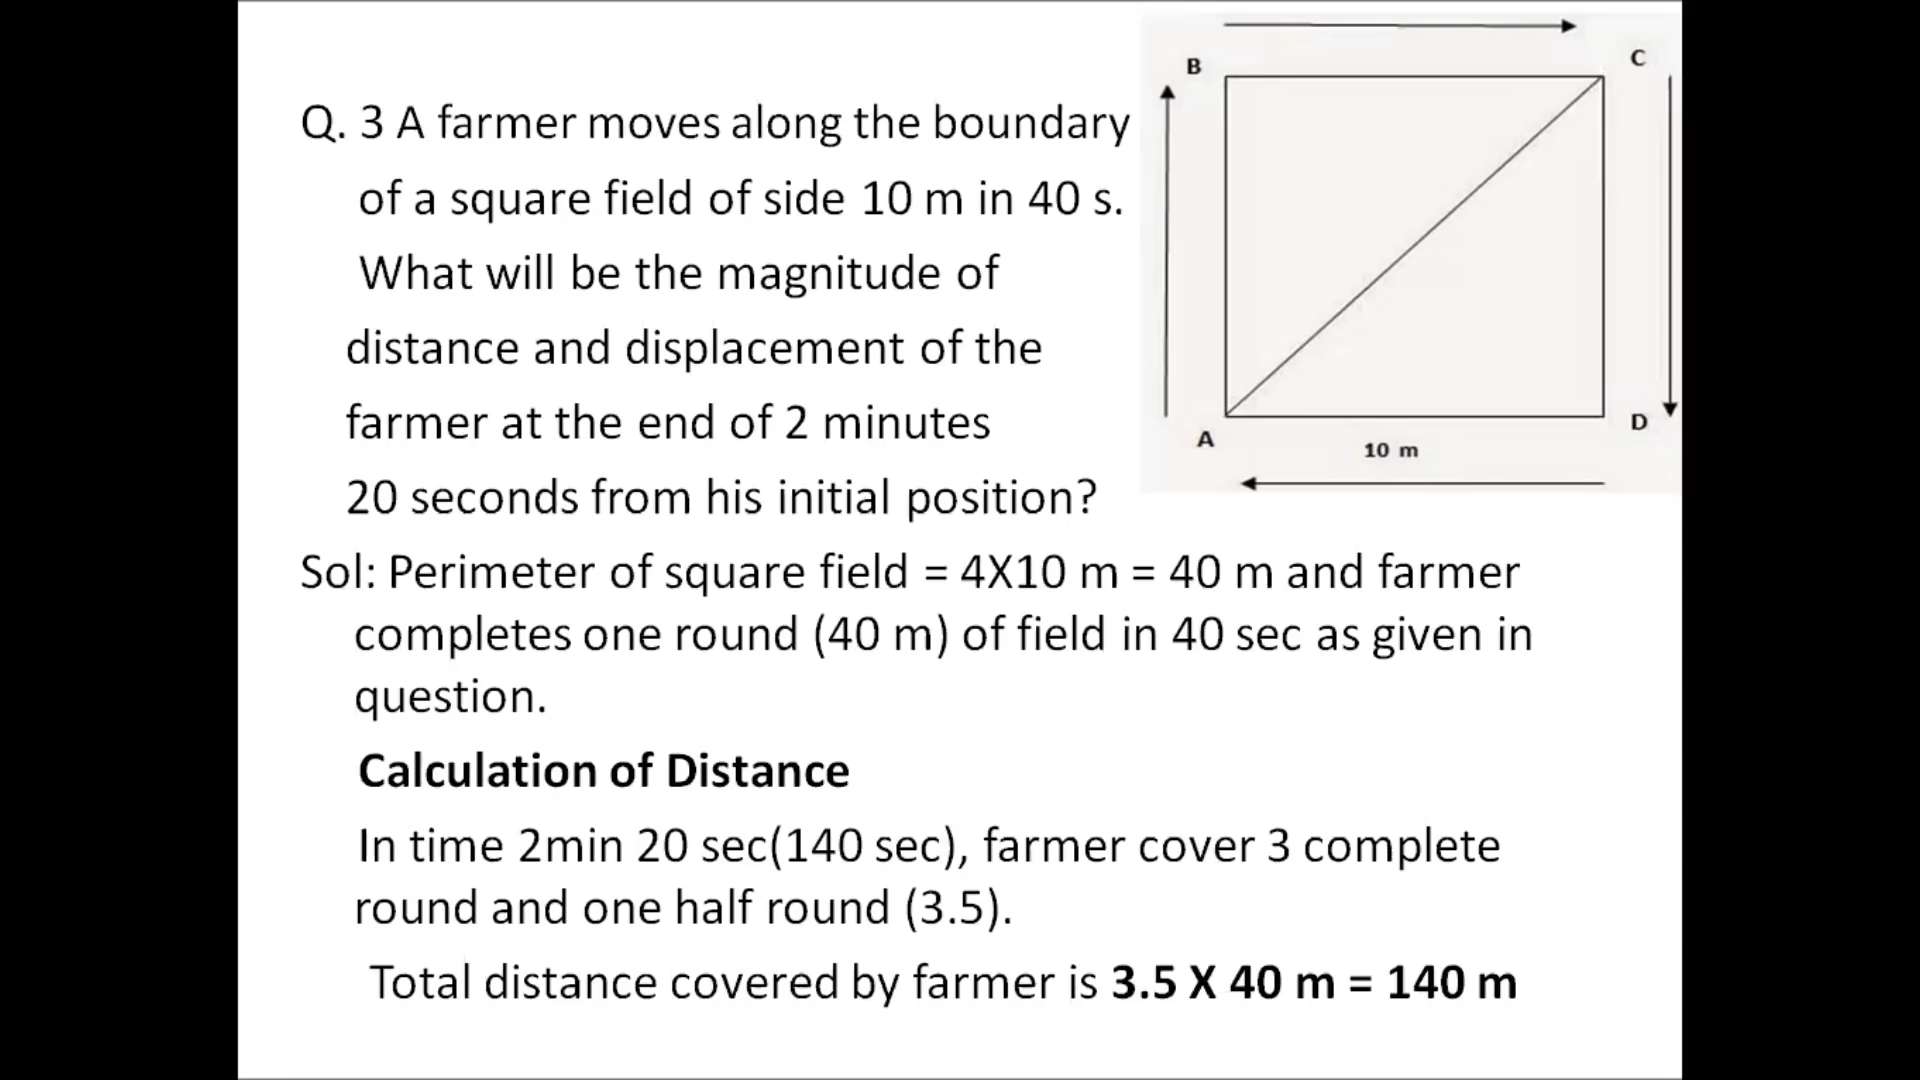 Q. 3 A farmer moves along the boundary
of a square field of side 10 m in 40 s.
What will be the magnitude of
distance and displacement of the
farmer at the end of 2 minutes
20 seconds from his initial position?
B
C
A
D
10 m
Sol: Perimeter of square field = 4X10 m = 40 m and farmer
completes one round (40 m) of field in 40 sec as given in
question.
Calculation of Distance
In time 2min 20 sec(140 sec), farmer cover 3 complete
round and one half round (3.5).
Total distance covered by farmer is 3.5 X 40 m = 140 m